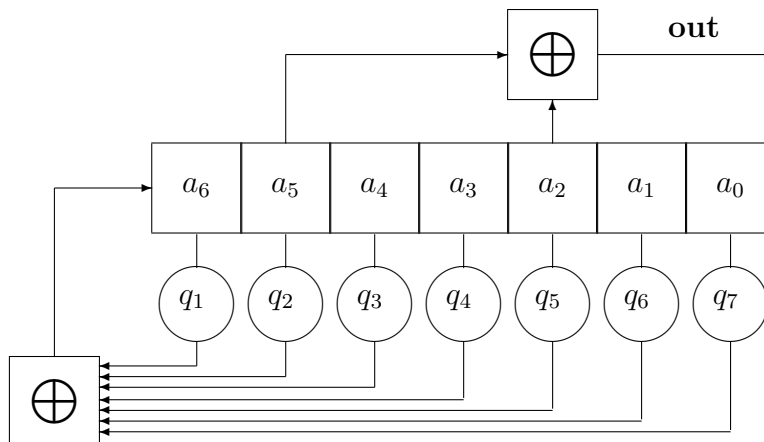 ⊕ out
a₆ a₅ a₄ a₃ a₂ a₁ a₀
q₁ q₂ q₃ q₄ q₅ q₆ q₇
⊕